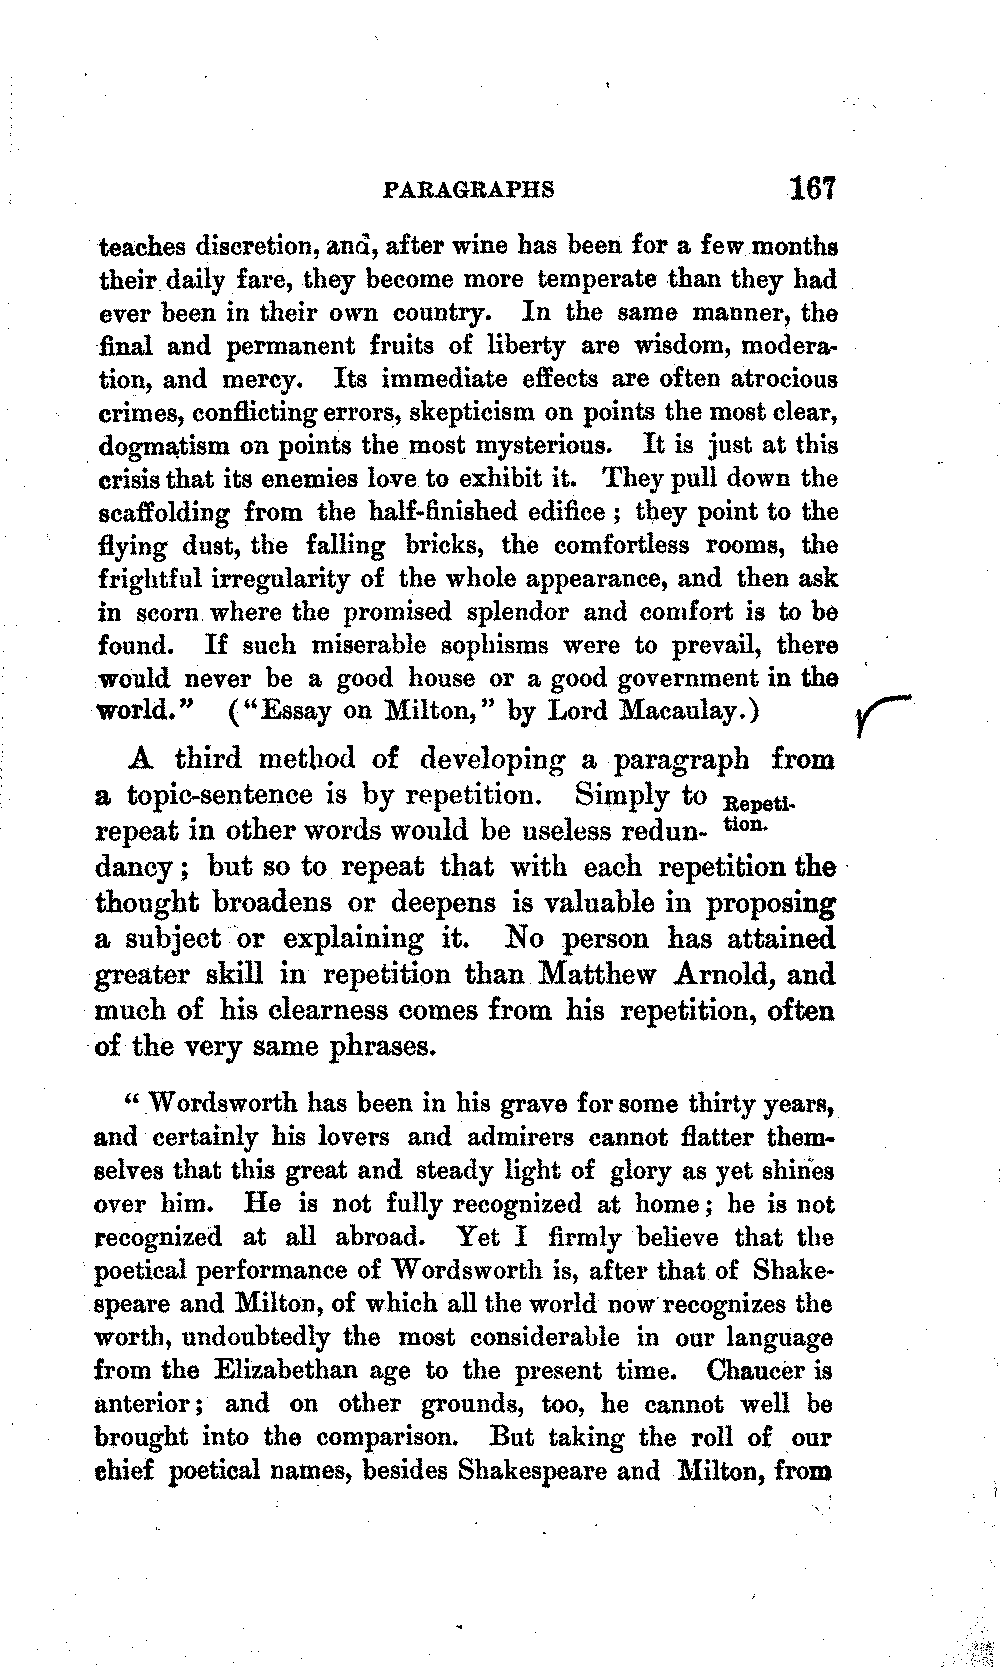 PARAGRAPHS 167
teaches discretion, and, after wine has been for a few months
their daily fare, they become more temperate than they had
ever been in their own country. In the same manner, the
final and permanent fruits of liberty are wisdom, modera-
tion, and mercy. Its immediate effects are often atrocious
crimes, conflicting errors, skepticism on points the most clear,
dogmatism on points the most mysterious. It is just at this
crisis that its enemies love to exhibit it. They pull down the
scaffolding from the half-finished edifice ; they point to the
flying dust, the falling bricks, the comfortless rooms, the
frightful irregularity of the whole appearance, and then ask
in scorn where the promised splendor and comfort is to be
found. If such miserable sophisms were to prevail, there
would never be a good house or a good government in the
world." ("Essay on Milton," by Lord Macaulay.)
A third method of developing a paragraph from
a topic-sentence is by repetition. Simply to
repeat in other words would be useless redun-
Repeti-
tion.
dancy ; but so to repeat that with each repetition the
thought broadens or deepens is valuable in proposing
a subject or explaining it. No person has attained
greater skill in repetition than Matthew Arnold, and
much of his clearness comes from his repetition, often
of the very same phrases.
" Wordsworth has been in his grave for some thirty years,
and certainly his lovers and admirers cannot flatter them-
selves that this great and steady light of glory as yet shines
over him. He is not fully recognized at home ; he is not
recognized at all abroad. Yet I firmly believe that the
poetical performance of Wordsworth is, after that of Shake-
speare and Milton, of which all the world now recognizes the
worth, undoubtedly the most considerable in our language
from the Elizabethan age to the present time. Chaucer is
anterior ; and on other grounds, too, he cannot well be
brought into the comparison. But taking the roll of our
chief poetical names, besides Shakespeare and Milton, from